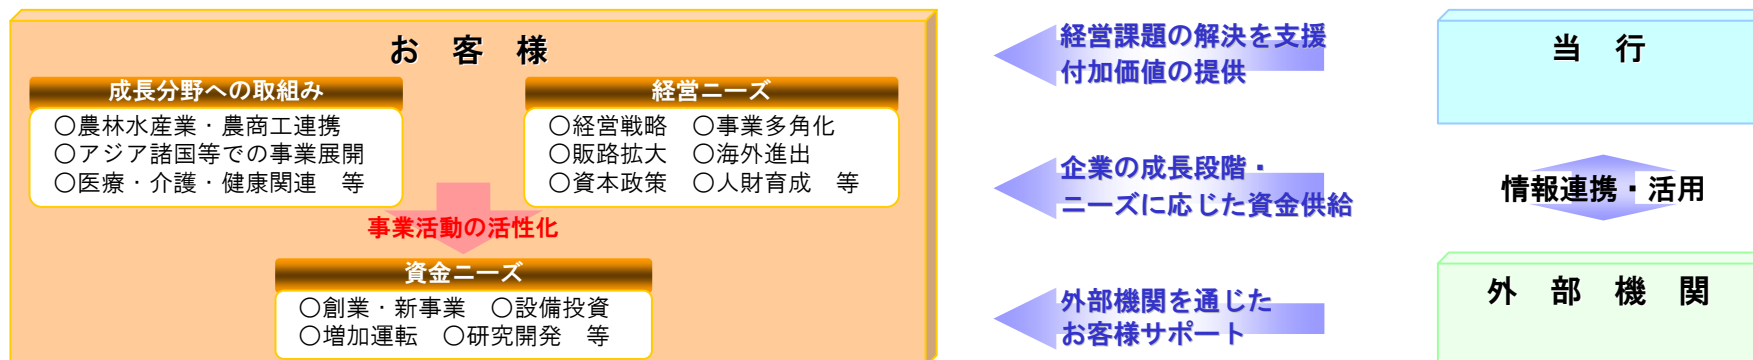 お 客 様
成長分野への取組み
○農林水産業・農商工連携
○アジア諸国等での事業展開
○医療・介護・健康関連 等
経営ニーズ
○経営戦略 ○事業多角化
○販路拡大 ○海外進出
○資本政策 ○人財育成 等
事業活動の活性化
資金ニーズ
○創業・新事業 ○設備投資
○増加運転 ○研究開発 等
経営課題の解決を支援
付加価値の提供
企業の成長段階・
ニーズに応じた資金供給
外部機関を通じた
お客様サポート
当 行
情報連携・活用
外 部 機 関